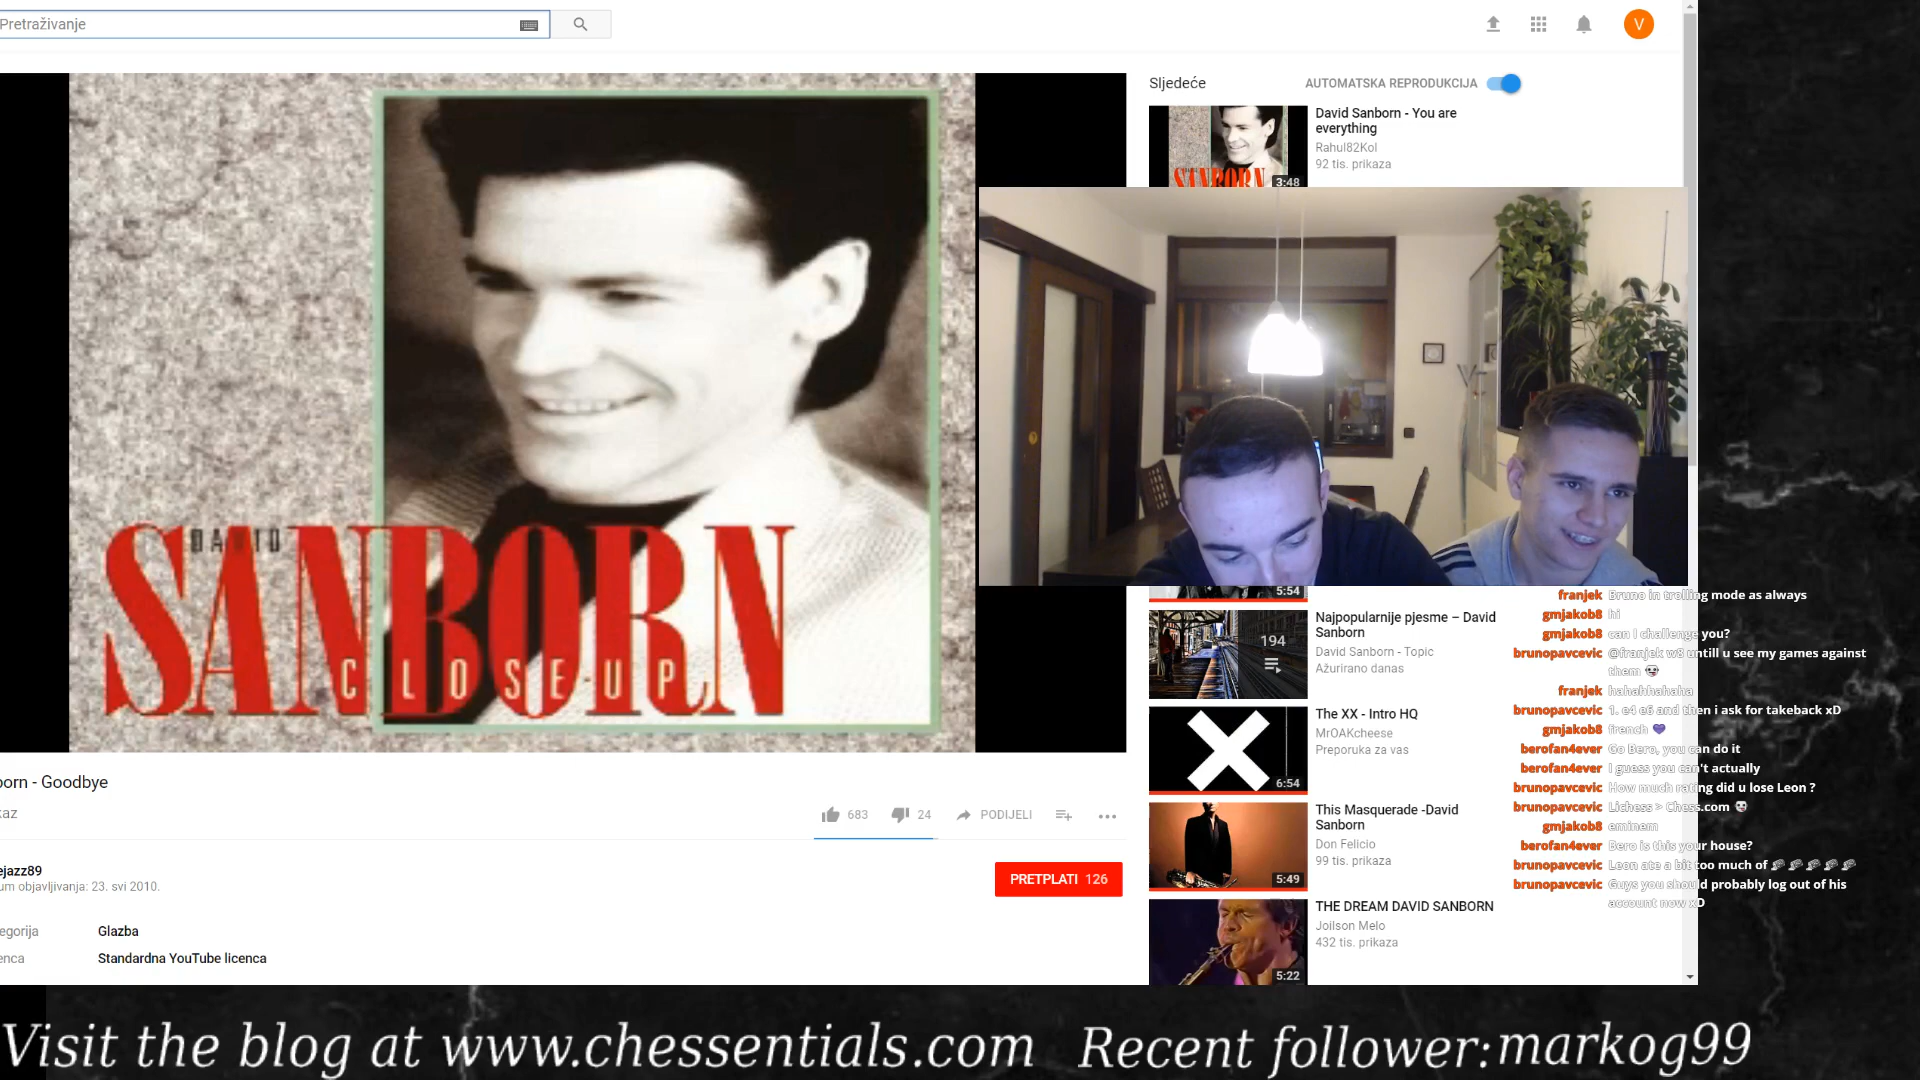 Pretraživanje
V
Sljedeće
AUTOMATSKA REPRODUKCIJA
David Sanborn - You are
everything
Rahul82Kol
92 tis. prikaza
3:48
SANBORN
DAVID
SANBORN
CLOSE-UP
5:54
Najpopularnije pjesme – David
Sanborn
David Sanborn - Topic
Ažurirano danas
194
The XX - Intro HQ
MrOAKcheese
Preporuka za vas
6:54
This Masquerade -David
Sanborn
Don Felicio
99 tis. prikaza
5:49
THE DREAM DAVID SANBORN
Joilson Melo
432 tis. prikaza
5:22
franjek Bruno in trolling mode as always
gmjakob8 hi
gmjakob8 can I challenge you?
brunopavcevic @franjek w8 untill u see my games against
them
franjek hahahhahaha
brunopavcevic 1. e4 e6 and then i ask for takeback xD
gmjakob8 french 💜
berofan4ever Go Bero, you can do it
berofan4ever I guess you can't actually
brunopavcevic How much rating did u lose Leon ?
brunopavcevic Lichess > Chess.com
gmjakob8 eminem
berofan4ever Bero is this your house?
brunopavcevic Leon ate a bit too much of
brunopavcevic Guys you should probably log out of his
account now xD
born - Goodbye
kaz
683
24
PODIJELI
ejazz89
um objavljivanja: 23. svi 2010.
PRETPLATI 126
egorija Glazba
enca Standardna YouTube licenca
Visit the blog at www.chessentials.com Recent follower:markog99